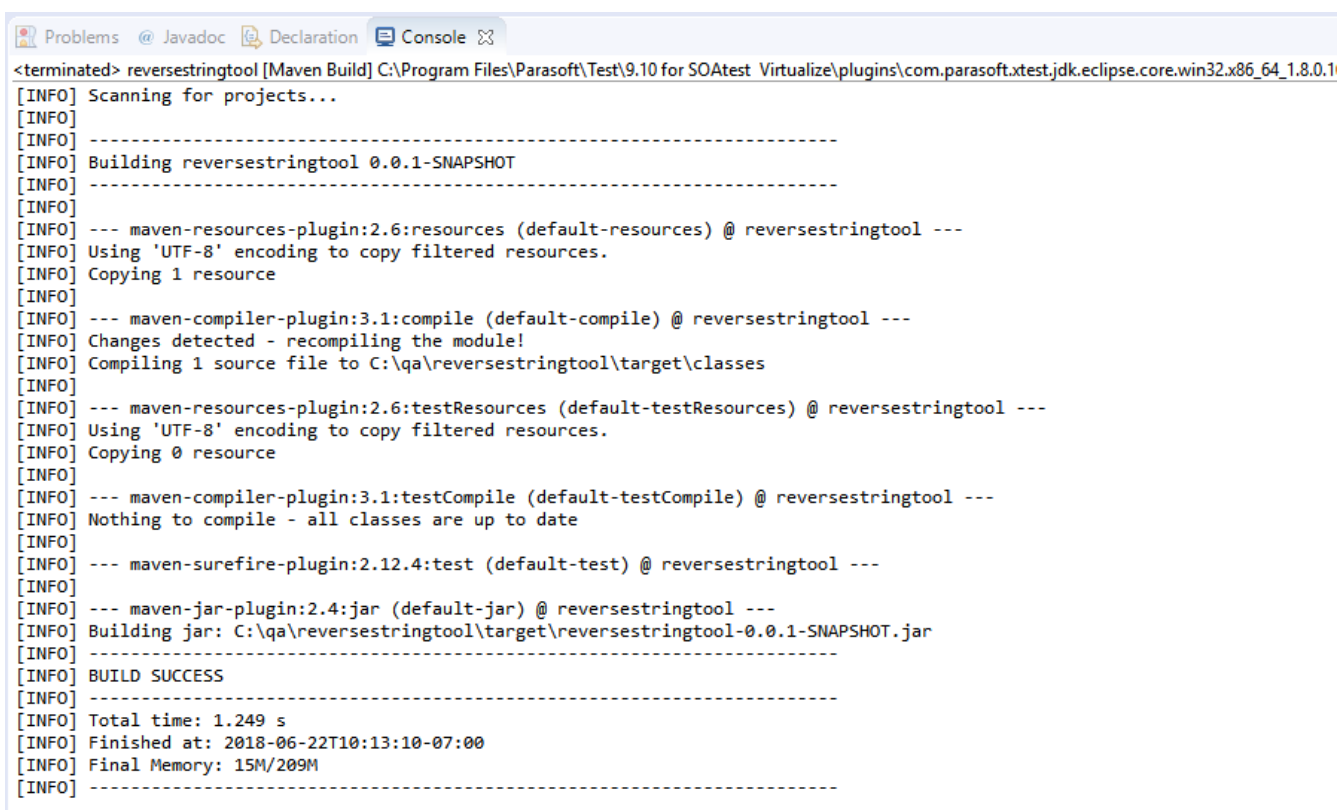 Problems @ Javadoc Declaration Console
<terminated> reversestringtool [Maven Build] C:\Program Files\Parasoft\Test\9.10 for SOAtest Virtualize\plugins\com.parasoft.xtest.jdk.eclipse.core.win32.x86_64_1.8.0.1
[INFO] Scanning for projects...
[INFO]
[INFO] ------------------------------------------------------------------------
[INFO] Building reversestringtool 0.0.1-SNAPSHOT
[INFO] ------------------------------------------------------------------------
[INFO]
[INFO] --- maven-resources-plugin:2.6:resources (default-resources) @ reversestringtool ---
[INFO] Using 'UTF-8' encoding to copy filtered resources.
[INFO] Copying 1 resource
[INFO]
[INFO] --- maven-compiler-plugin:3.1:compile (default-compile) @ reversestringtool ---
[INFO] Changes detected - recompiling the module!
[INFO] Compiling 1 source file to C:\qa\reversestringtool\target\classes
[INFO]
[INFO] --- maven-resources-plugin:2.6:testResources (default-testResources) @ reversestringtool ---
[INFO] Using 'UTF-8' encoding to copy filtered resources.
[INFO] Copying 0 resource
[INFO]
[INFO] --- maven-compiler-plugin:3.1:testCompile (default-testCompile) @ reversestringtool ---
[INFO] Nothing to compile - all classes are up to date
[INFO]
[INFO] --- maven-surefire-plugin:2.12.4:test (default-test) @ reversestringtool ---
[INFO]
[INFO] --- maven-jar-plugin:2.4:jar (default-jar) @ reversestringtool ---
[INFO] Building jar: C:\qa\reversestringtool\target\reversestringtool-0.0.1-SNAPSHOT.jar
[INFO] ------------------------------------------------------------------------
[INFO] BUILD SUCCESS
[INFO] ------------------------------------------------------------------------
[INFO] Total time: 1.249 s
[INFO] Finished at: 2018-06-22T10:13:10-07:00
[INFO] Final Memory: 15M/209M
[INFO] ------------------------------------------------------------------------